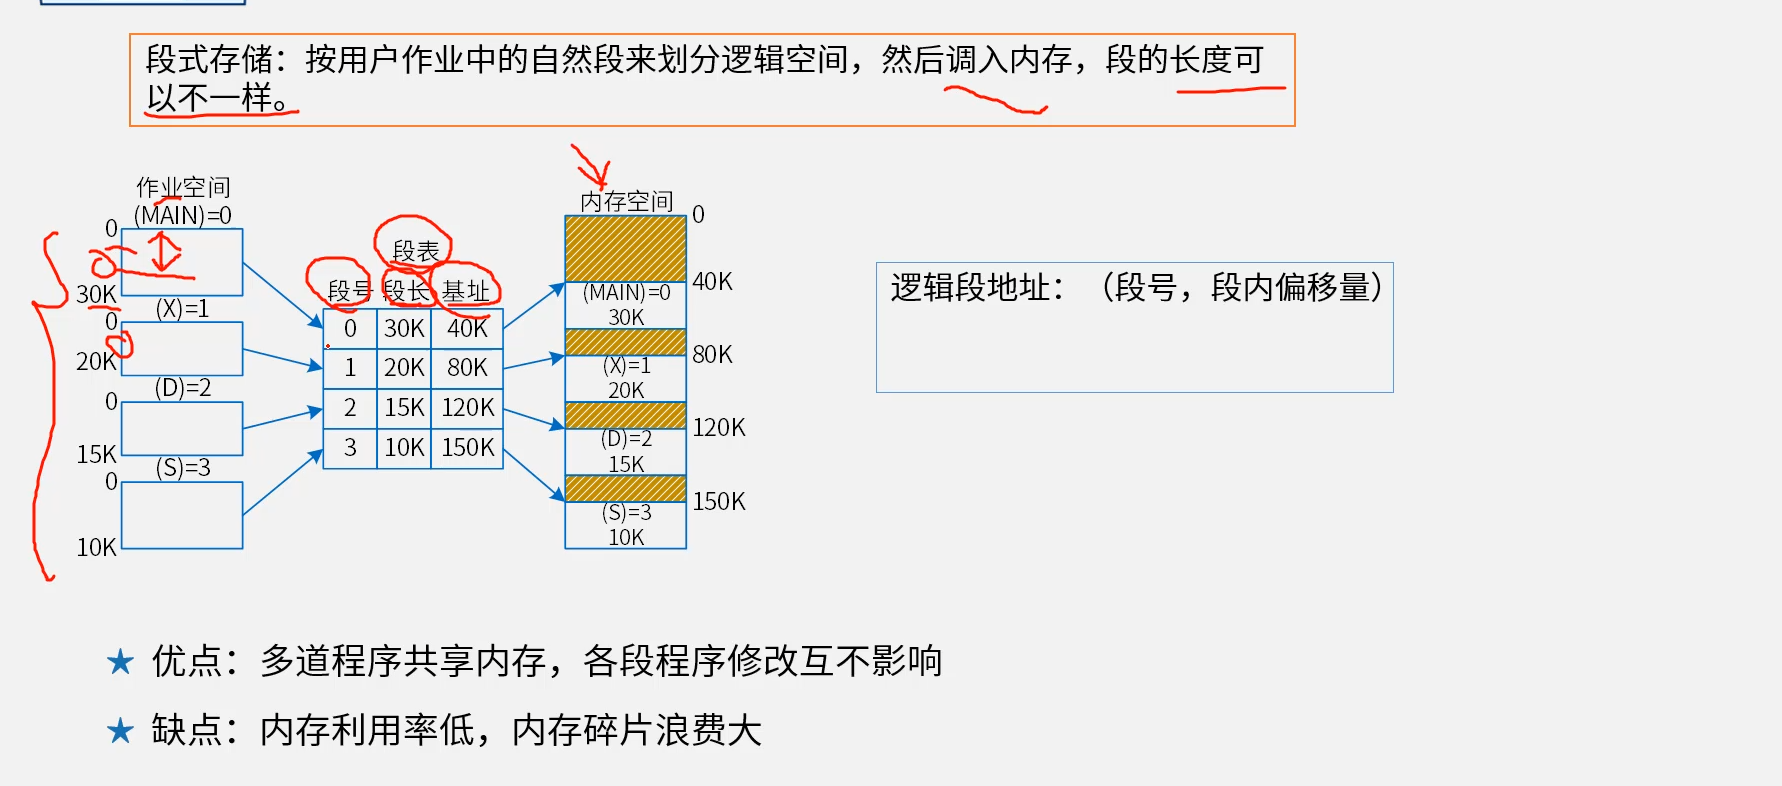 段式存储：按用户作业中的自然段来划分逻辑空间，然后调入内存，段的长度可
以不一样。
作业空间
(MAIN)=0
0
30K
(X)=1
0
20K
(D)=2
0
15K
(S)=3
0
10K
段表
段号 段长 基址
0 30K 40K
1 20K 80K
2 15K 120K
3 10K 150K
内存空间
0
40K
(MAIN)=0
30K
80K
(X)=1
20K
120K
(D)=2
15K
150K
(S)=3
10K
逻辑段地址：（段号，段内偏移量）
★ 优点：多道程序共享内存，各段程序修改互不影响
★ 缺点：内存利用率低，内存碎片浪费大